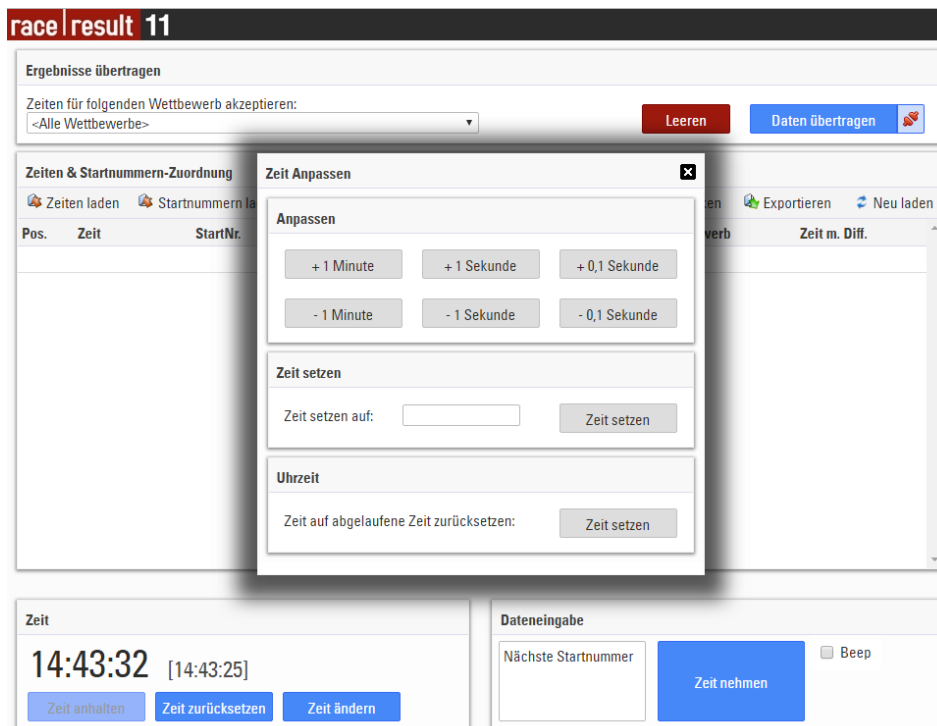 race result 11
Ergebnisse übertragen
Zeiten für folgenden Wettbewerb akzeptieren:
<Alle Wettbewerbe>
Leeren
Daten übertragen
Zeiten & Startnummern-Zuordnung
Zeiten laden Startnummern la
Exportieren Neu laden
Pos. Zeit StartNr.
Zeit m. Diff.
Zeit Anpassen
Anpassen
+ 1 Minute + 1 Sekunde + 0,1 Sekunde
- 1 Minute - 1 Sekunde - 0,1 Sekunde
Zeit setzen
Zeit setzen auf: Zeit setzen
Uhrzeit
Zeit auf abgelaufene Zeit zurücksetzen: Zeit setzen
Zeit
14:43:32 [14:43:25]
Zeit anhalten Zeit zurücksetzen Zeit ändern
Dateneingabe
Nächste Startnummer
Zeit nehmen
Beep